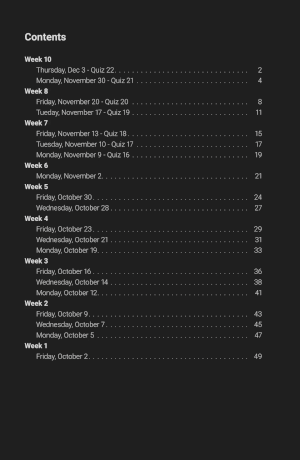 Contents
Week 10
Thursday, Dec 3 - Quiz 22 . . . . . . . . . . . . . . . . . . . . . . . . . . 2
Monday, November 30 - Quiz 21 . . . . . . . . . . . . . . . . . . . . . . 4
Week 8
Friday, November 20 - Quiz 20 . . . . . . . . . . . . . . . . . . . . . . . 8
Tueday, November 17 - Quiz 19 . . . . . . . . . . . . . . . . . . . . . . . 11
Week 7
Friday, November 13 - Quiz 18 . . . . . . . . . . . . . . . . . . . . . . . 15
Tuesday, November 10 - Quiz 17 . . . . . . . . . . . . . . . . . . . . . . 17
Monday, November 9 - Quiz 16 . . . . . . . . . . . . . . . . . . . . . . . 19
Week 6
Monday, November 2 . . . . . . . . . . . . . . . . . . . . . . . . . . . . 21
Week 5
Friday, October 30 . . . . . . . . . . . . . . . . . . . . . . . . . . . . . 24
Wednesday, October 28 . . . . . . . . . . . . . . . . . . . . . . . . . . 27
Week 4
Friday, October 23 . . . . . . . . . . . . . . . . . . . . . . . . . . . . . 29
Wednesday, October 21 . . . . . . . . . . . . . . . . . . . . . . . . . . 31
Monday, October 19 . . . . . . . . . . . . . . . . . . . . . . . . . . . . 33
Week 3
Friday, October 16 . . . . . . . . . . . . . . . . . . . . . . . . . . . . . 36
Wednesday, October 14 . . . . . . . . . . . . . . . . . . . . . . . . . . 38
Monday, October 12 . . . . . . . . . . . . . . . . . . . . . . . . . . . . 41
Week 2
Friday, October 9 . . . . . . . . . . . . . . . . . . . . . . . . . . . . . . 43
Wednesday, October 7 . . . . . . . . . . . . . . . . . . . . . . . . . . . 45
Monday, October 5 . . . . . . . . . . . . . . . . . . . . . . . . . . . . . 47
Week 1
Friday, October 2 . . . . . . . . . . . . . . . . . . . . . . . . . . . . . . 49